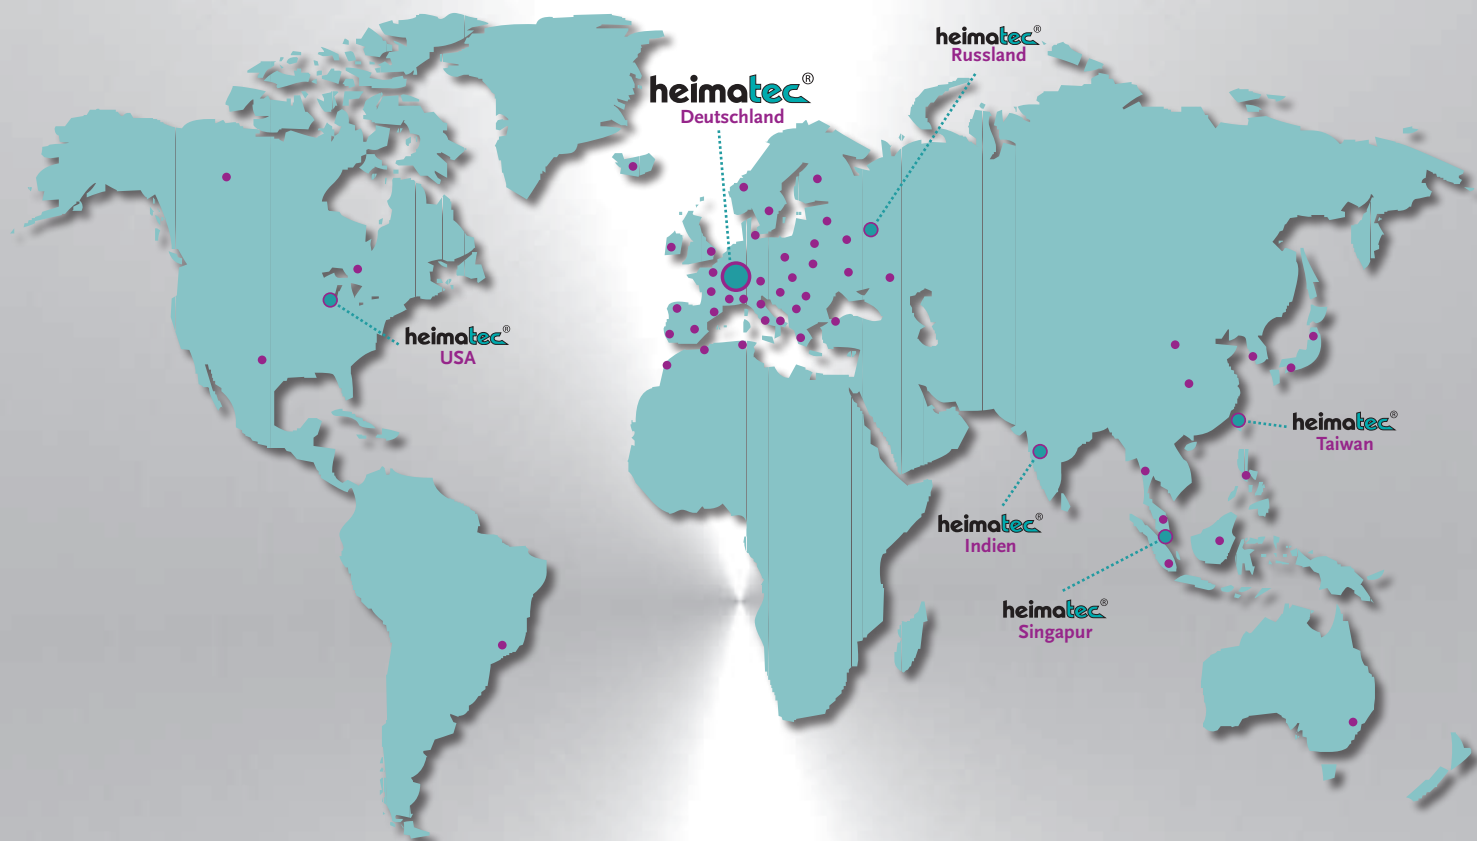 heimatec®
Russland
heimatec®
Deutschland
heimatec®
USA
heimatec®
Taiwan
heimatec®
Indien
heimatec®
Singapur